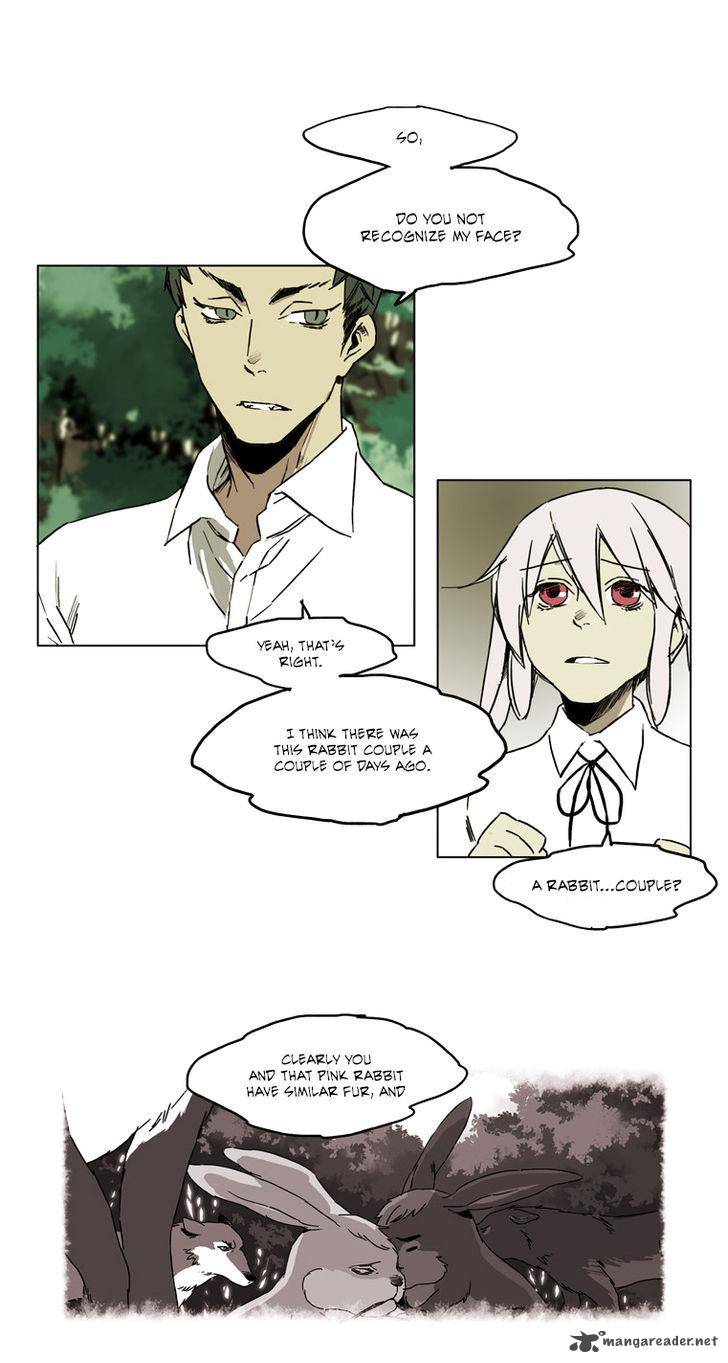 SO,
DO YOU NOT
RECOGNIZE MY FACE?
YEAH, THAT'S
RIGHT.
I THINK THERE WAS
THIS RABBIT COUPLE A
COUPLE OF DAYS AGO.
A RABBIT...COUPLE?
CLEARLY YOU
AND THAT PINK RABBIT
HAVE SIMILAR FUR, AND
mangareader.net